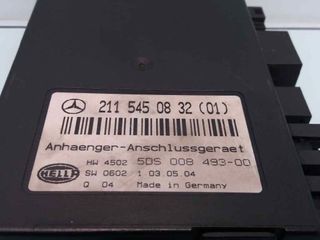 211 545 08 32 (01)
Anhaenger-Anschlussgeraet
HW 4502 5DS 008 493-00
HELLA SW 0602 1 03.05.04
Q 04 Made in Germany